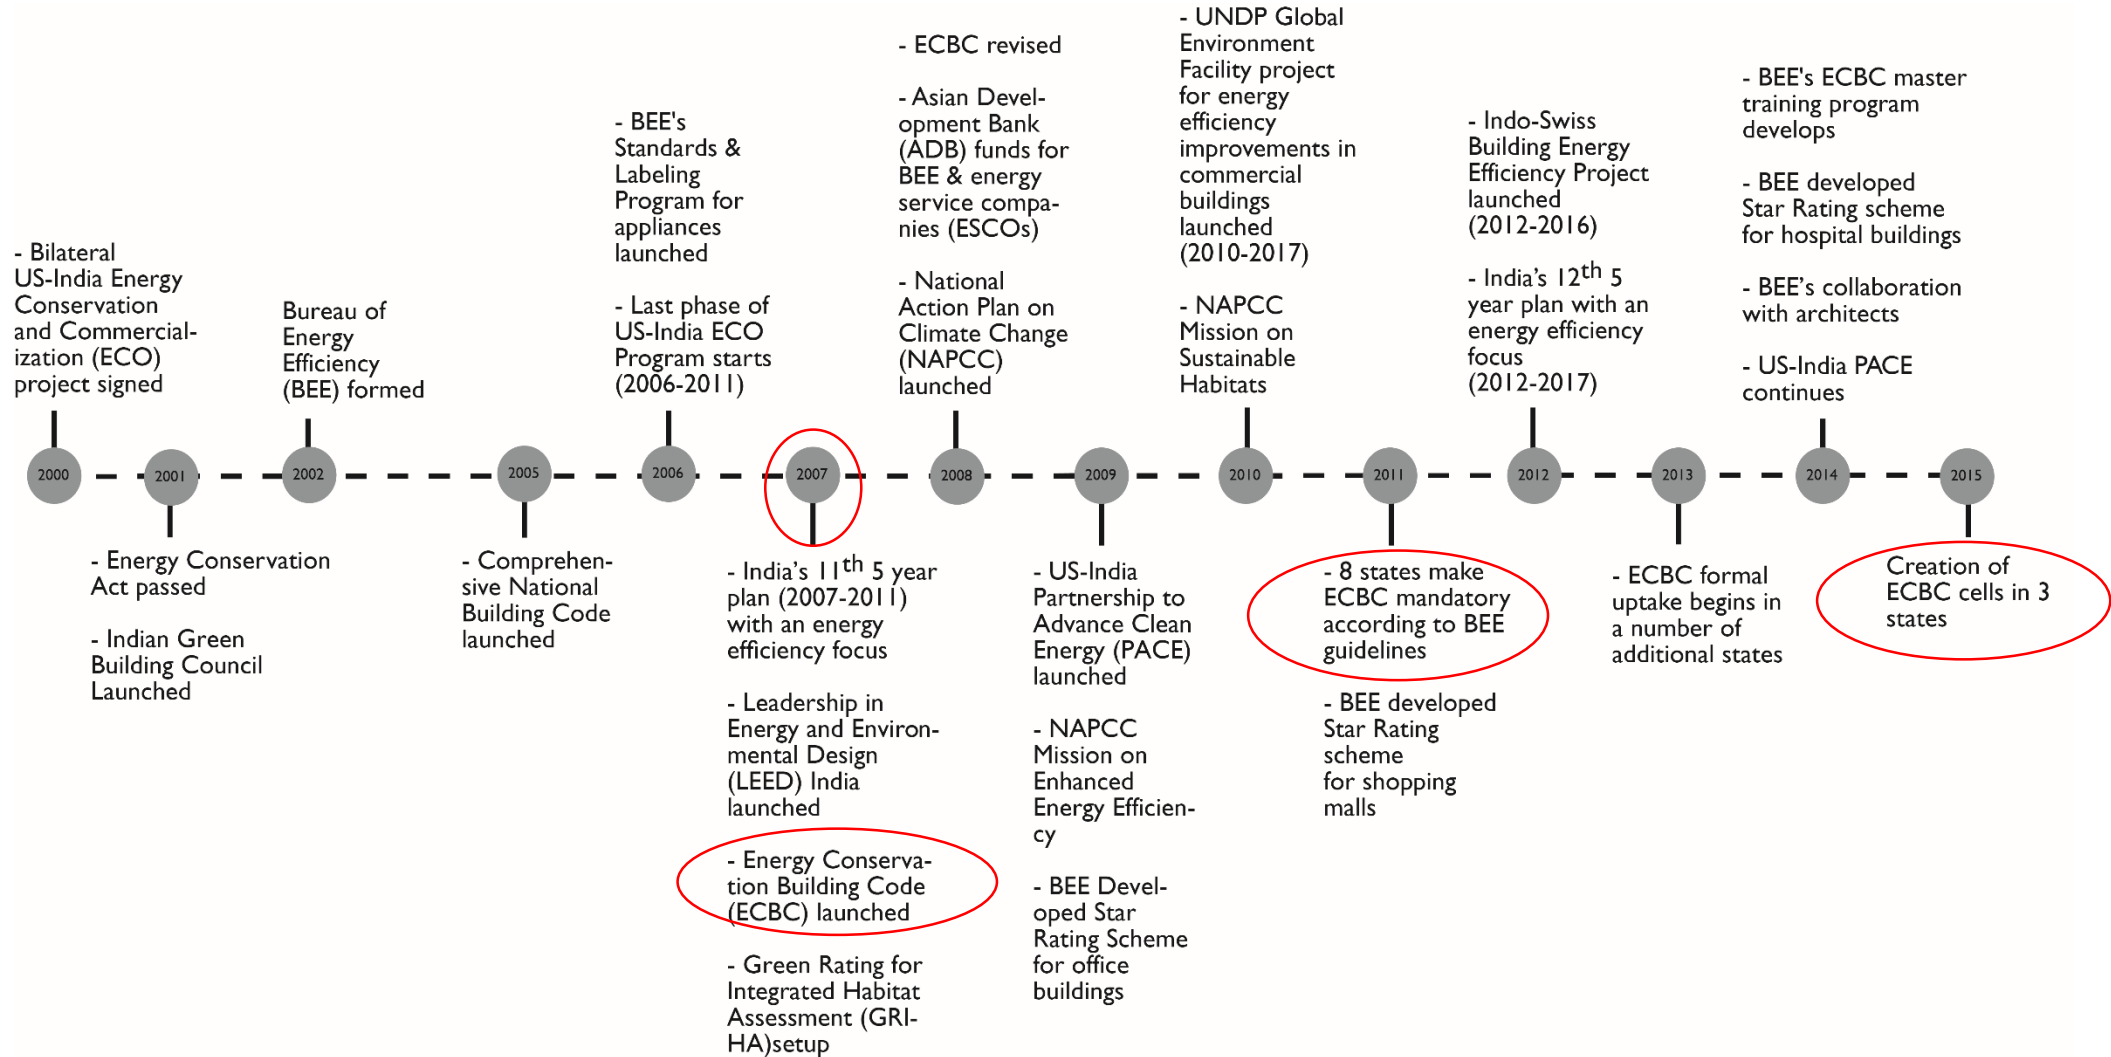 - Bilateral
US-India Energy
Conservation
and Commercial-
ization (ECO)
project signed
2000
2001
- Energy Conservation
Act passed
- Indian Green
Building Council
Launched
Bureau of
Energy
Efficiency
(BEE) formed
2002
2005
- Comprehen-
sive National
Building Code
launched
- BEE's
Standards &
Labeling
Program for
appliances
launched
- Last phase of
US-India ECO
Program starts
(2006-2011)
2006
2007
- India's 11th 5 year
plan (2007-2011)
with an energy
efficiency focus
- Leadership in
Energy and Environ-
mental Design
(LEED) India
launched
- Energy Conserva-
tion Building Code
(ECBC) launched
- Green Rating for
Integrated Habitat
Assessment (GRI-
HA)setup
- ECBC revised
- Asian Devel-
opment Bank
(ADB) funds for
BEE & energy
service compa-
nies (ESCOs)
- National
Action Plan on
Climate Change
(NAPCC)
launched
2008
2009
- US-India
Partnership to
Advance Clean
Energy (PACE)
launched
- NAPCC
Mission on
Enhanced
Energy Efficien-
cy
- BEE Devel-
oped Star
Rating Scheme
for office
buildings
- UNDP Global
Environment
Facility project
for energy
efficiency
improvements in
commercial
buildings
launched
(2010-2017)
- NAPCC
Mission on
Sustainable
Habitats
2010
2011
- 8 states make
ECBC mandatory
according to BEE
guidelines
- BEE developed
Star Rating
scheme
for shopping
malls
- Indo-Swiss
Building Energy
Efficiency Project
launched
(2012-2016)
- India's 12th 5
year plan with an
energy efficiency
focus
(2012-2017)
2012
2013
- ECBC formal
uptake begins in
a number of
additional states
- BEE's ECBC master
training program
develops
- BEE developed
Star Rating scheme
for hospital buildings
- BEE's collaboration
with architects
- US-India PACE
continues
2014
2015
Creation of
ECBC cells in 3
states